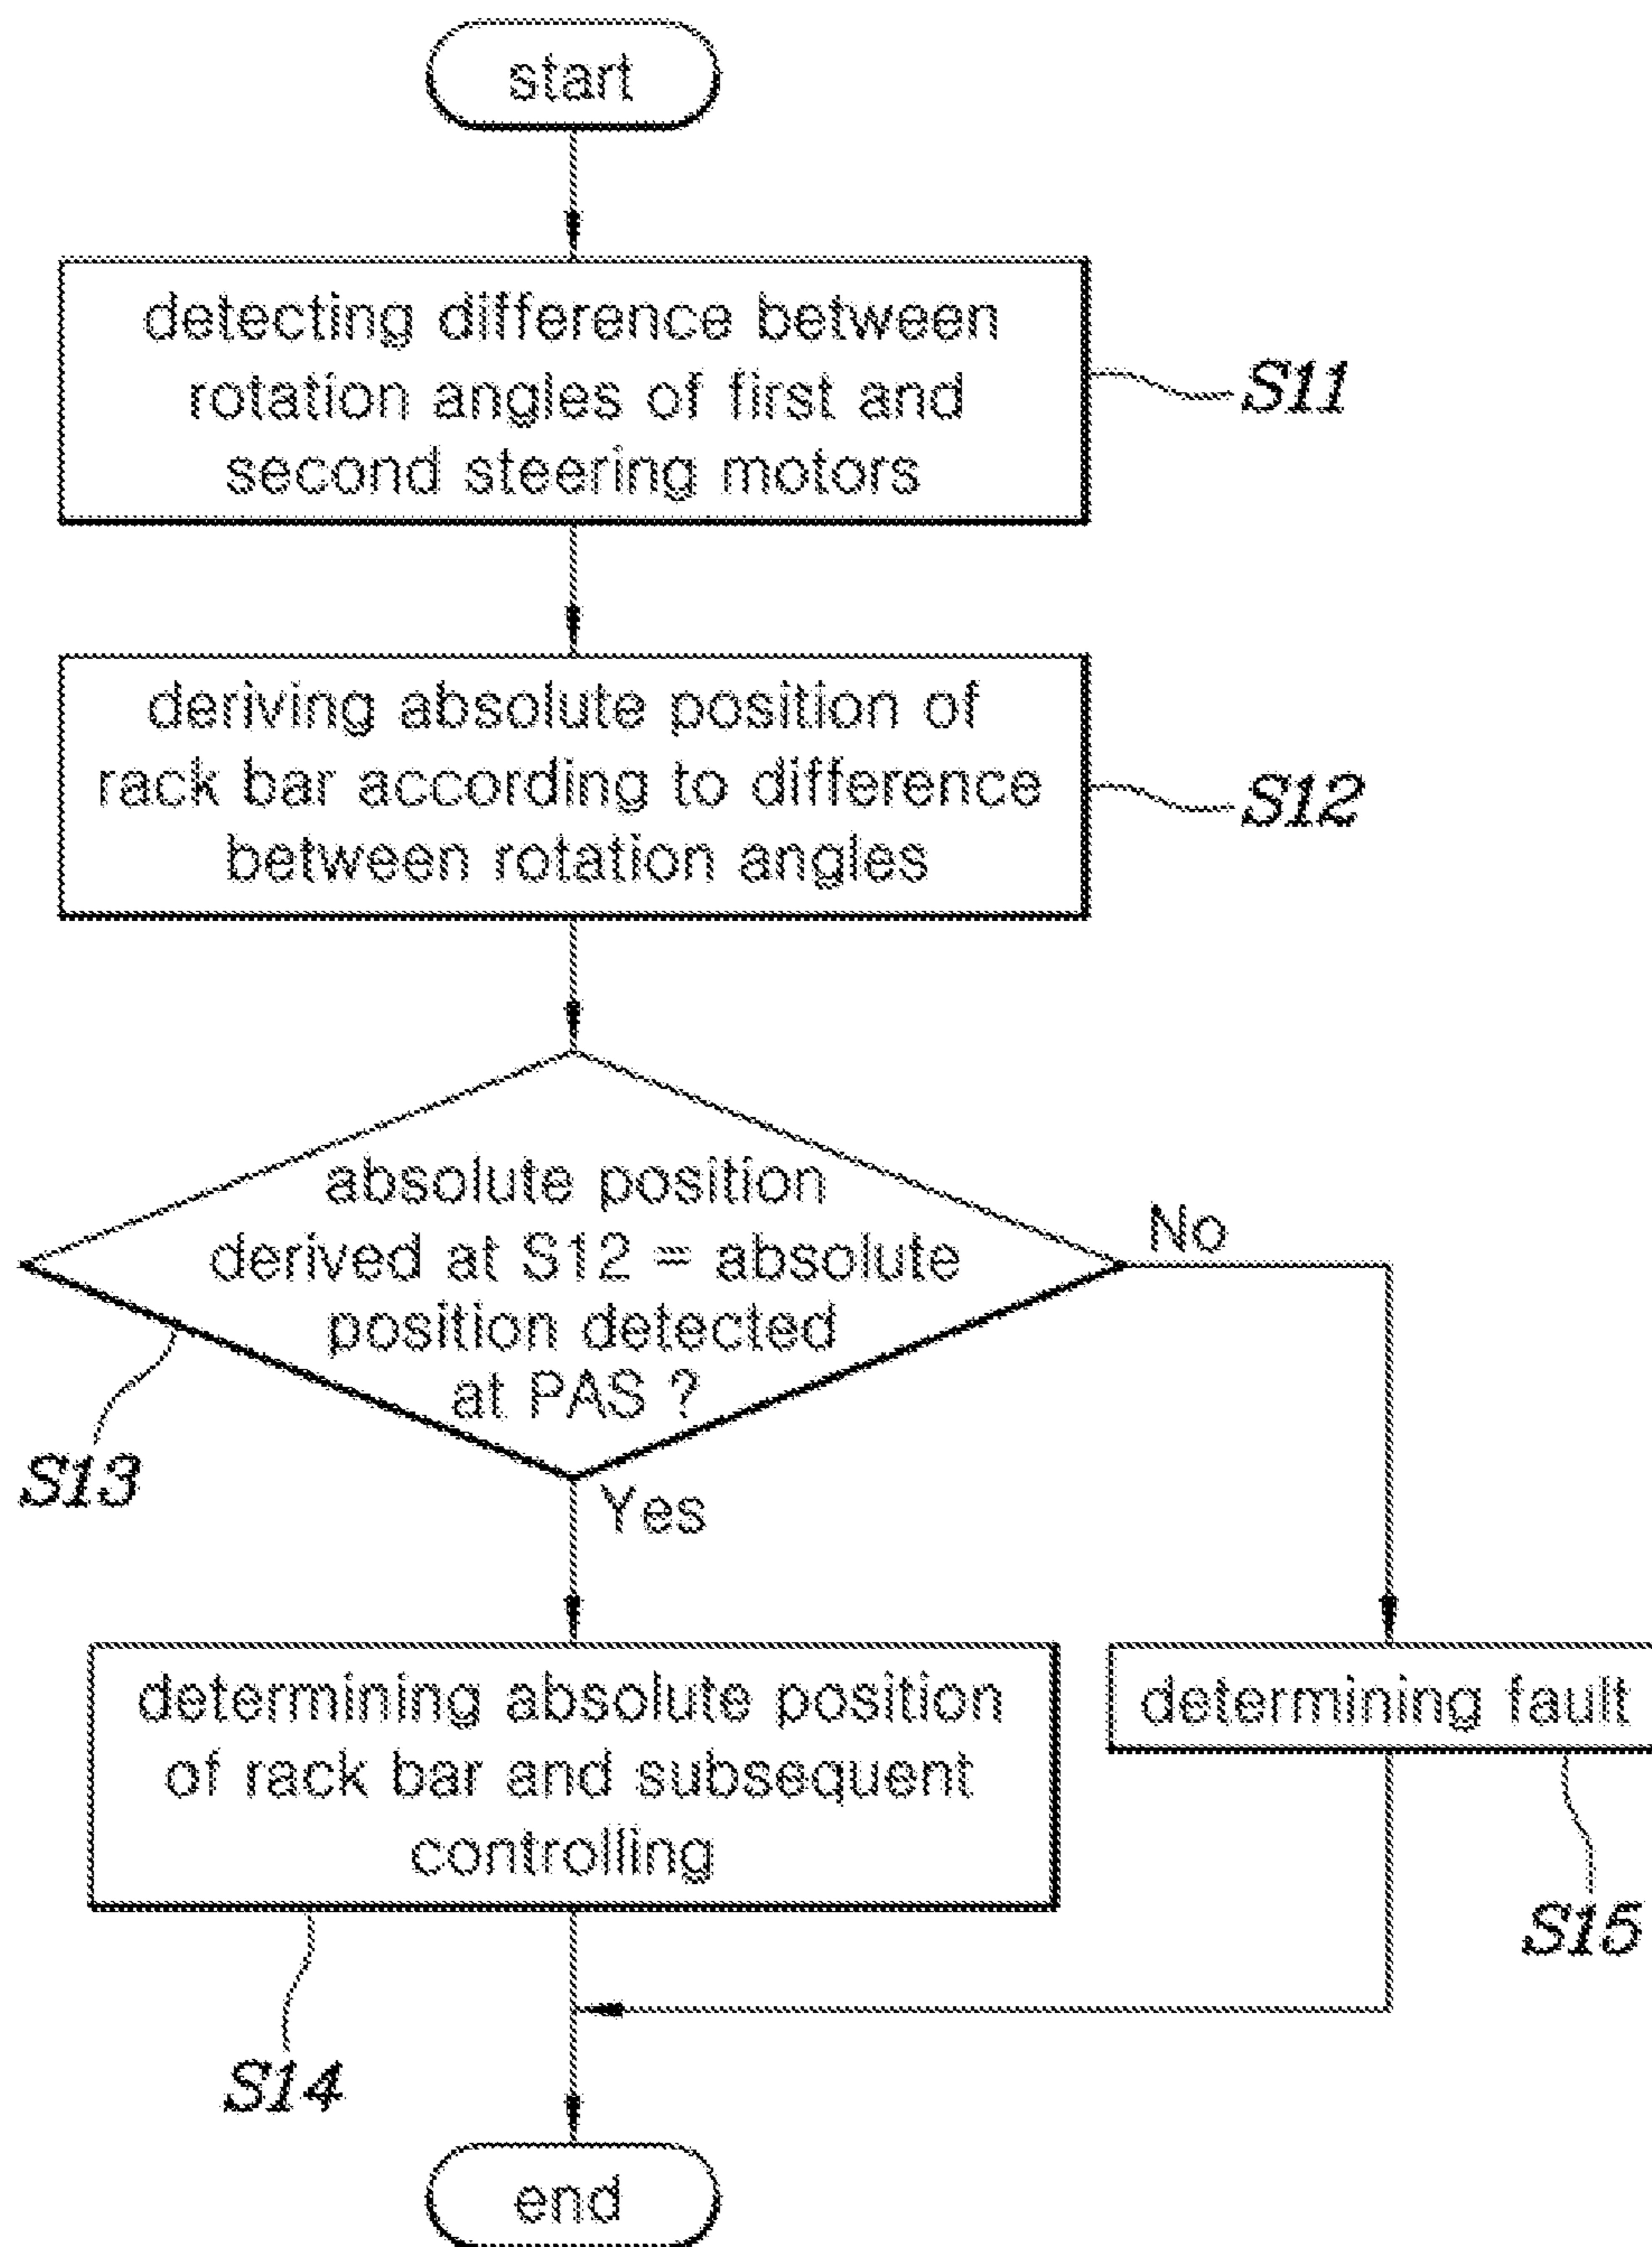 start
detecting difference between
rotation angles of first and
second steering motors
S11
deriving absolute position of
rack bar according to difference
between rotation angles
S12
absolute position
derived at S12 = absolute
position detected
at PAS ?
No
S13
Yes
determining absolute position
of rack bar and subsequent
controlling
determining fault
S15
S14
end